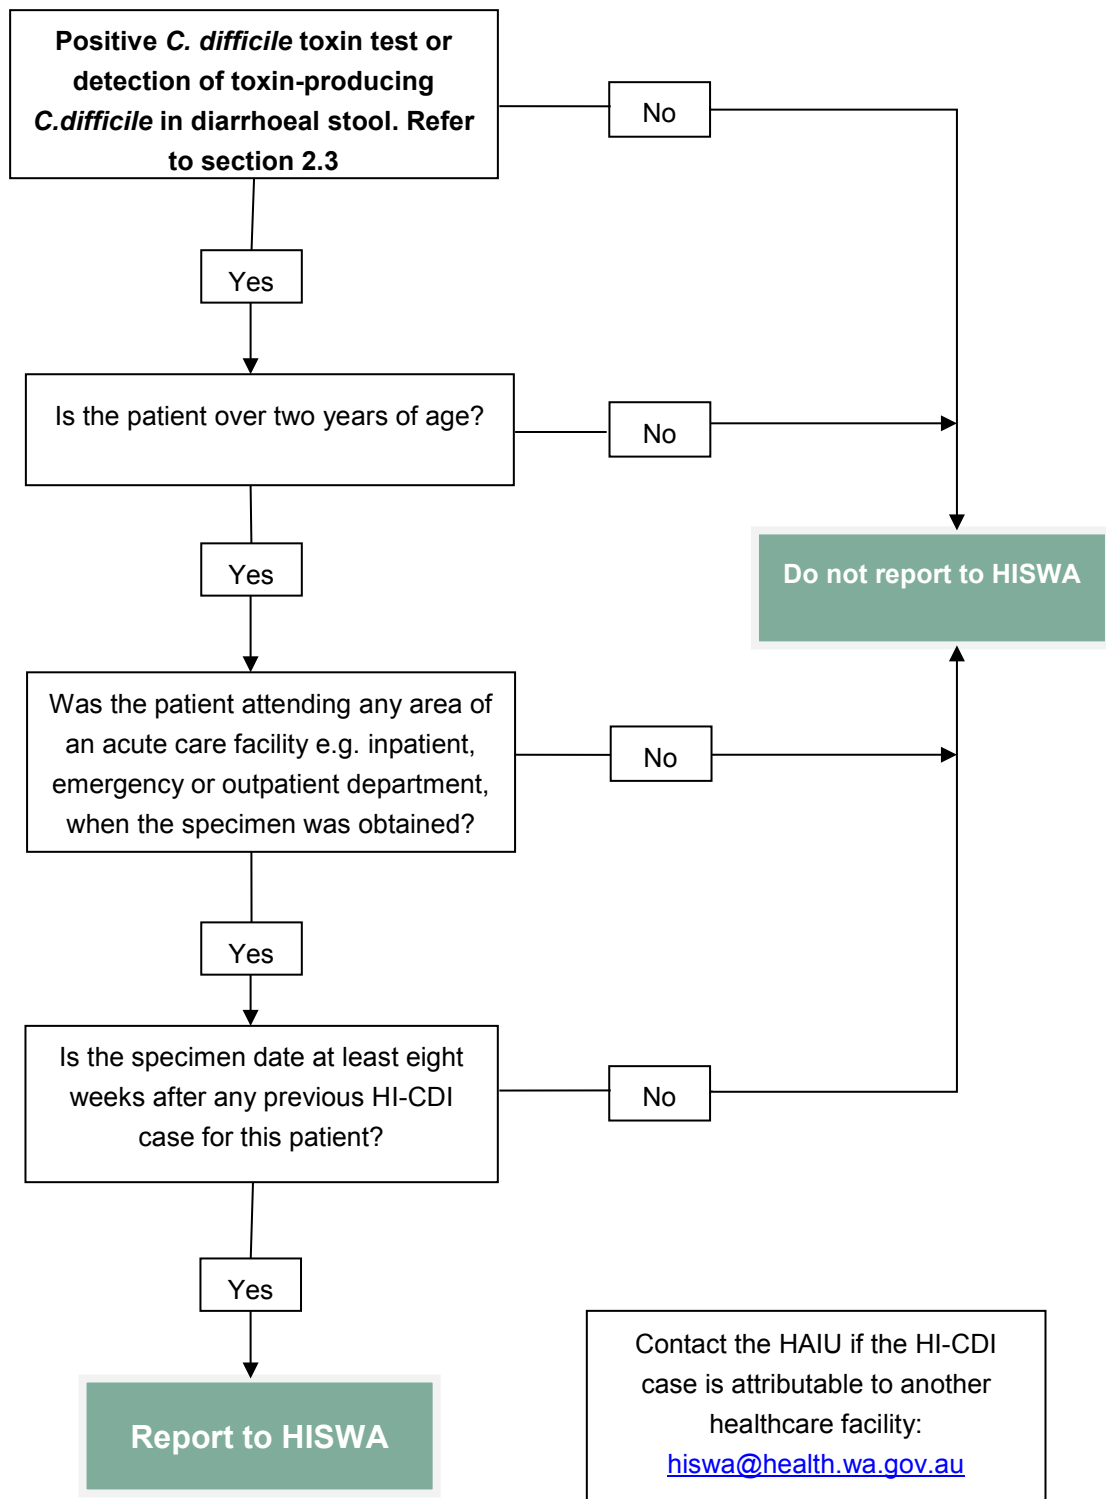 Positive C. difficile toxin test or
detection of toxin-producing
C.difficile in diarrhoeal stool. Refer
to section 2.3
No
Yes
Is the patient over two years of age?
No
Yes
Do not report to HISWA
Was the patient attending any area of
an acute care facility e.g. inpatient,
emergency or outpatient department,
when the specimen was obtained?
No
Yes
Is the specimen date at least eight
weeks after any previous HI-CDI
case for this patient?
No
Yes
Report to HISWA
Contact the HAIU if the HI-CDI
case is attributable to another
healthcare facility:
hiswa@health.wa.gov.au